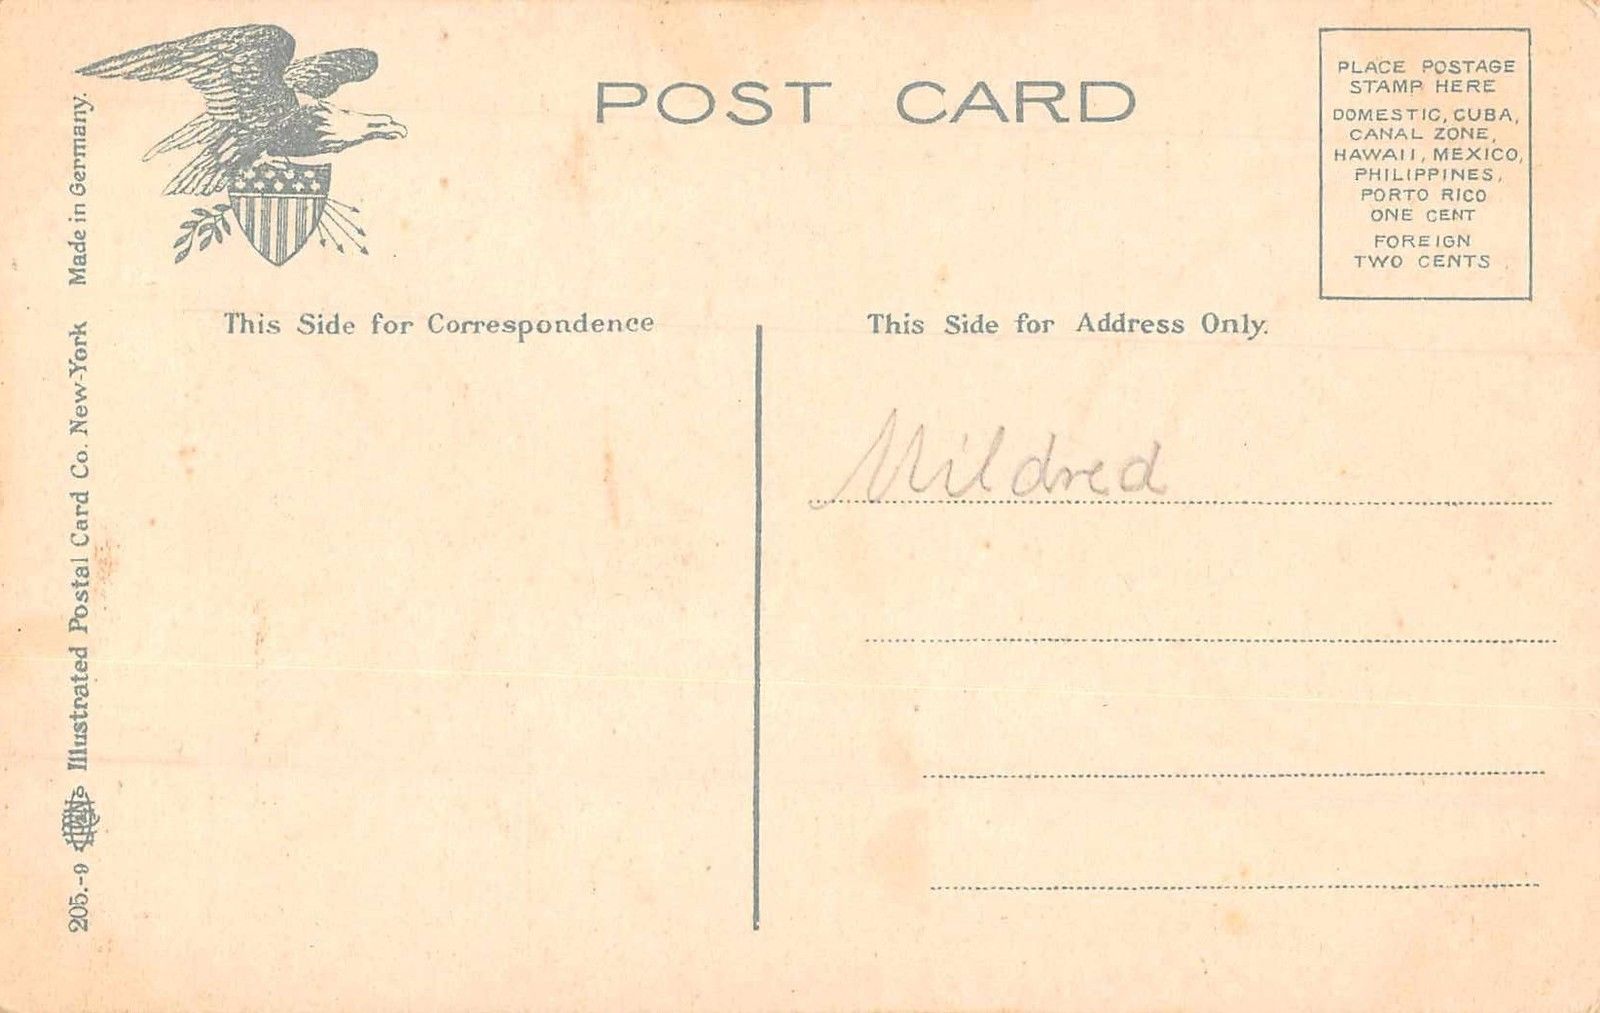 POST CARD
PLACE POSTAGE
STAMP HERE
DOMESTIC, CUBA,
CANAL ZONE,
HAWAII, MEXICO,
PHILIPPINES,
PORTO RICO
ONE CENT
FOREIGN
TWO CENTS
This Side for Correspondence
This Side for Address Only.
Mildred
205.-9 Illustrated Postal Card Co. New-York Made in Germany.